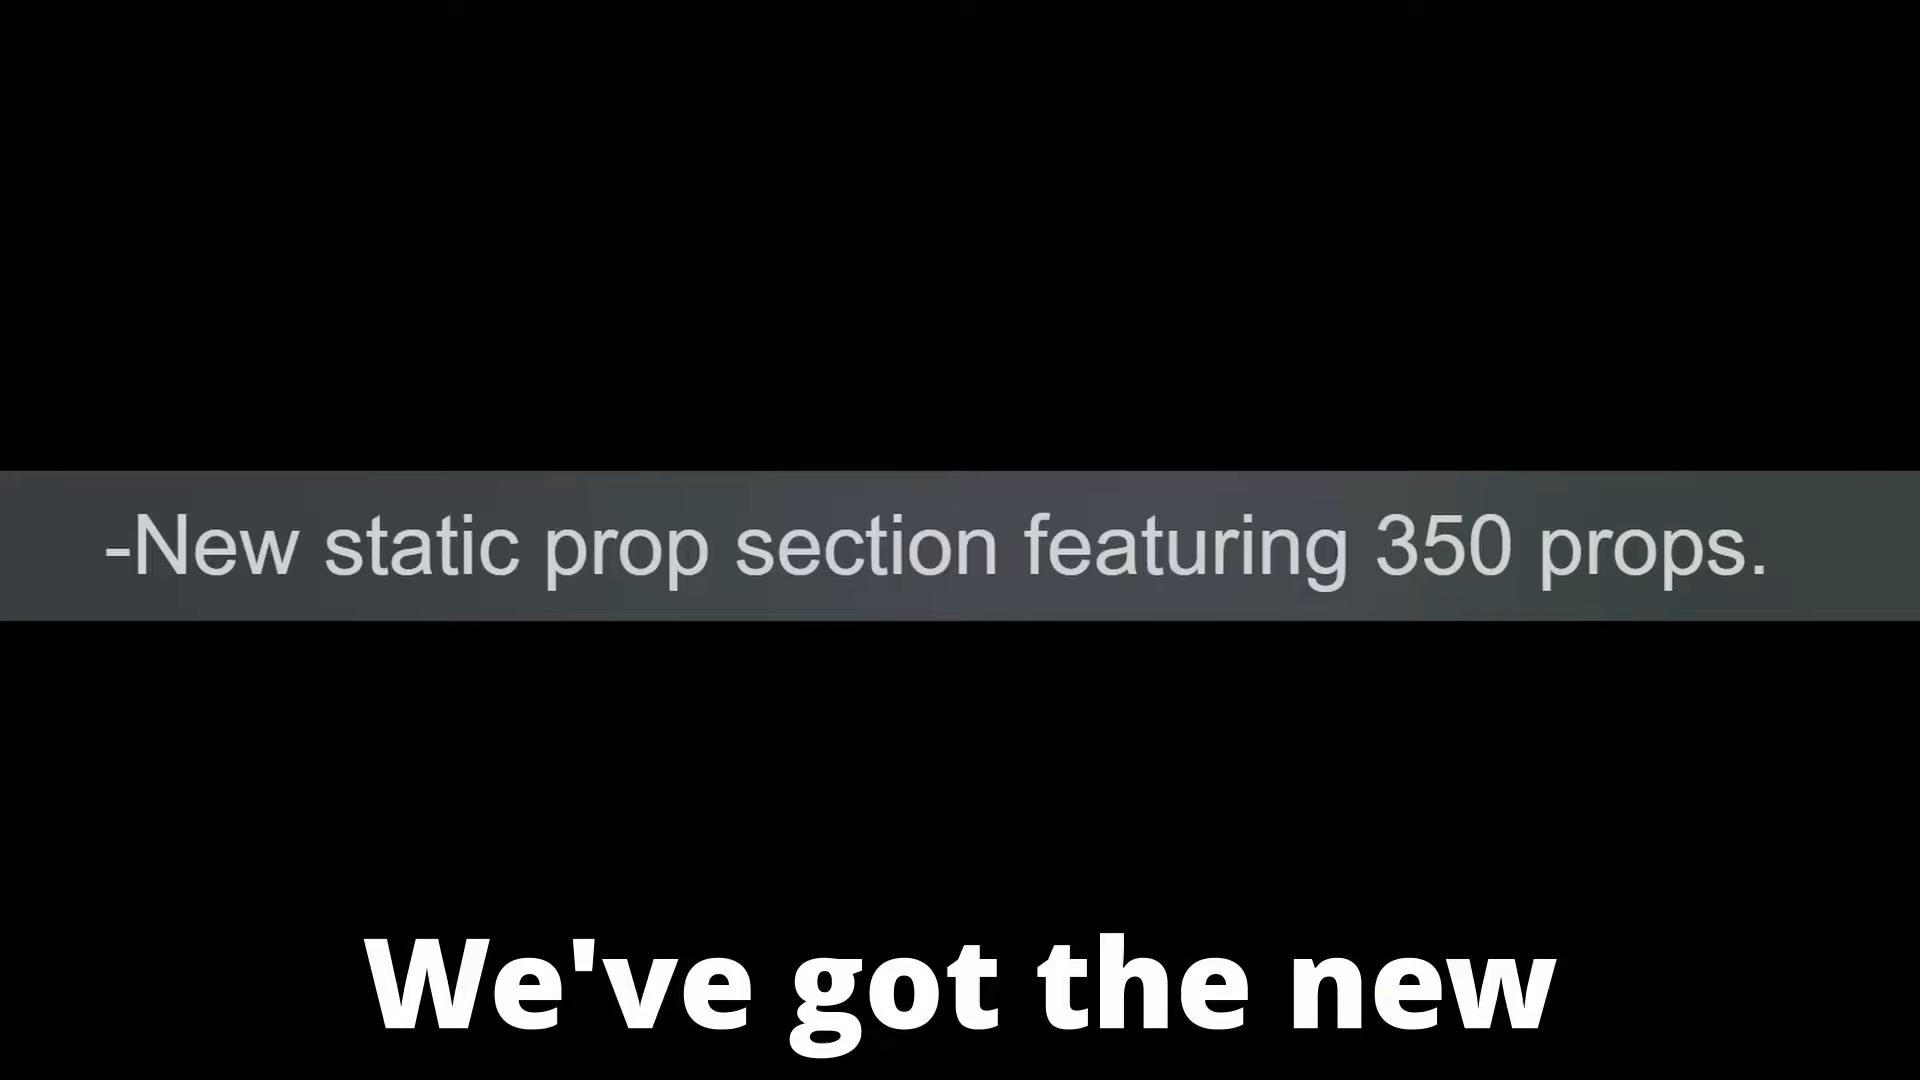 -New static prop section featuring 350 props.
We've got the new